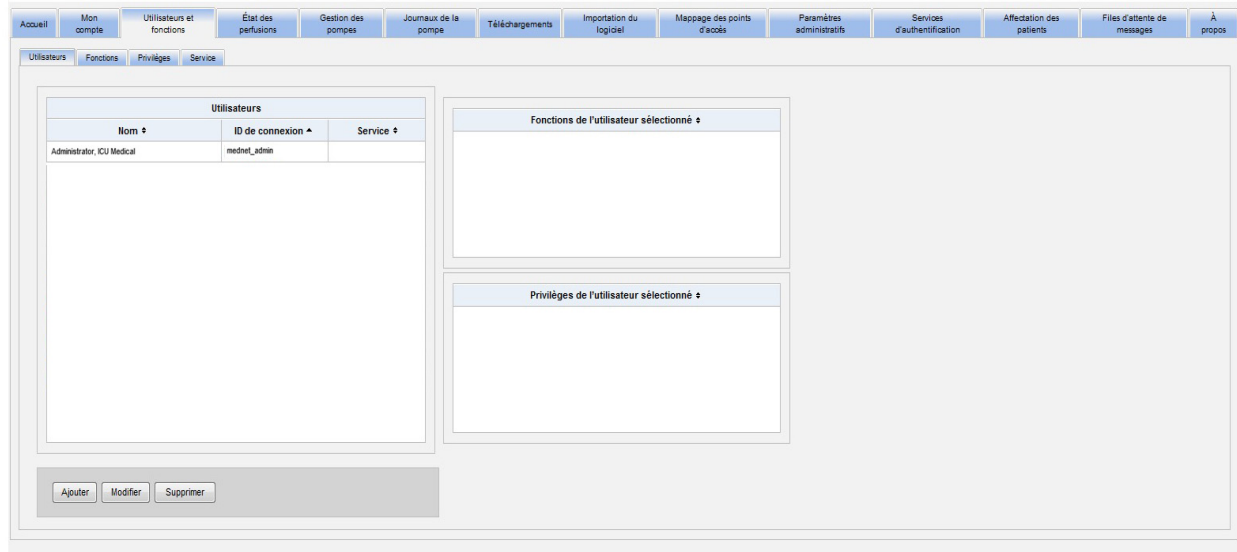 Accueil
Mon compte
Utilisateurs et fonctions
État des perfusions
Gestion des pompes
Journaux de la pompe
Téléchargements
Importation du logiciel
Mappage des points d'accès
Paramètres administratifs
Services d'authentification
Affectation des patients
Files d'attente de messages
À propos
Utilisateurs
Fonctions
Privilèges
Service
Utilisateurs
Nom
ID de connexion
Service
Administrator, ICU Medical
mednet_admin
Fonctions de l'utilisateur sélectionné
Privilèges de l'utilisateur sélectionné
Ajouter
Modifier
Supprimer